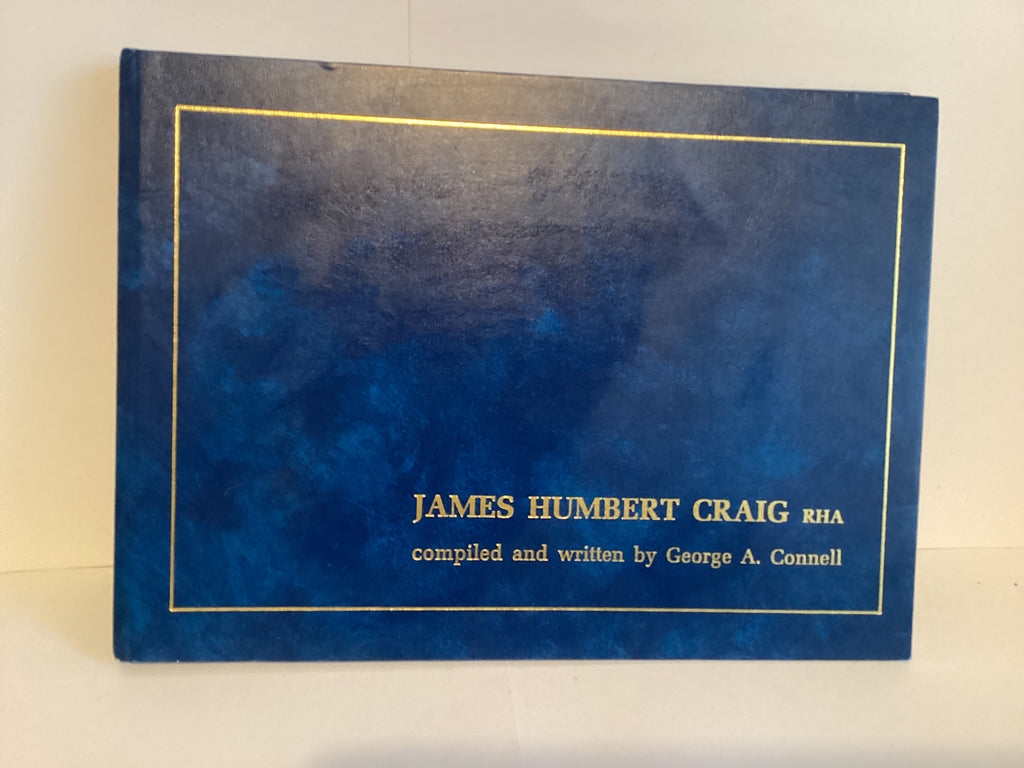 JAMES HUMBERT CRAIG RHA
compiled and written by George A. Connell